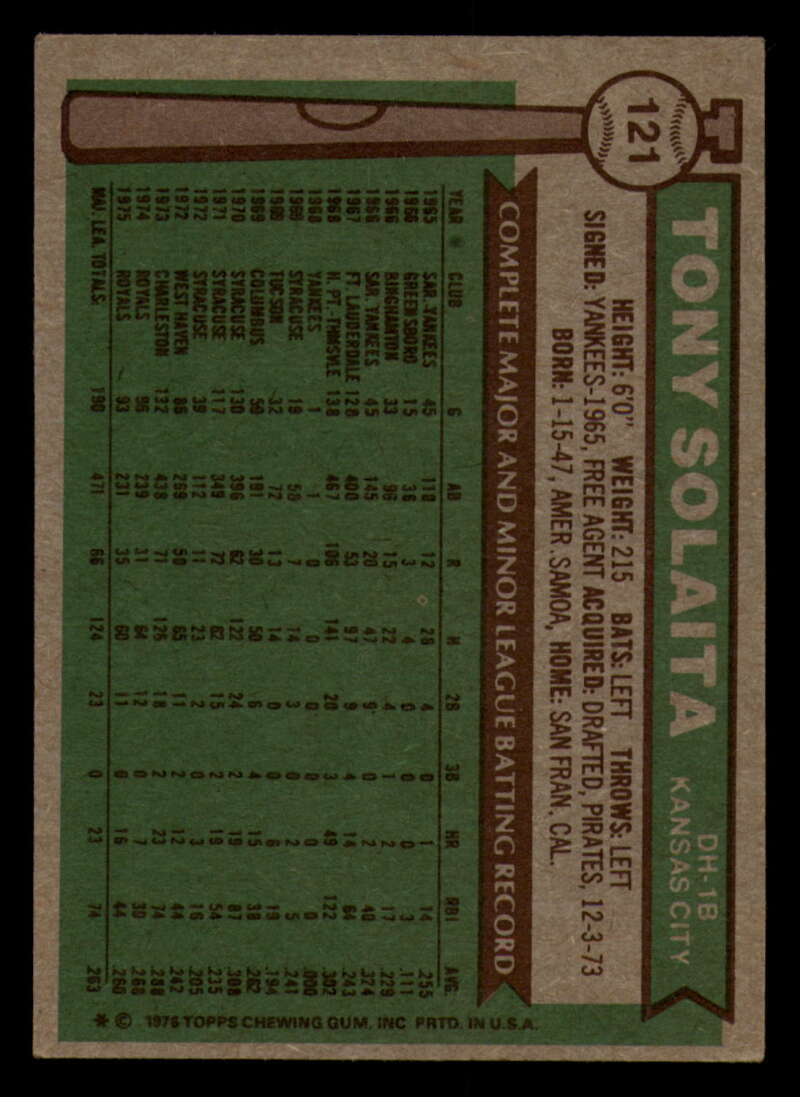 121
TONY SOLAITA
DH-1B
KANSAS CITY
HEIGHT: 6'0" WEIGHT: 215 BATS: LEFT THROWS: LEFT
SIGNED: YANKEES-1965, FREE AGENT ACQUIRED: DRAFTED, PIRATES, 12-3-73
BORN: 1-15-47, AMER. SAMOA, HOME: SAN FRAN. CAL.
COMPLETE MAJOR AND MINOR LEAGUE BATTING RECORD
YEAR CLUB G AB R H 2B 3B HR RBI AVG.
1965 SAR. YANKEES 45 110 12 28 4 0 1 14 .255
1966 GREENSBORO 15 36 3 4 0 0 0 3 .111
1966 BINGHAMTON 33 96 15 22 4 1 2 17 .229
1966 SAR. YANKEES 45 145 20 47 9 0 2 40 .324
1967 FT. LAUDERDALE 128 400 53 97 9 4 14 64 .243
1968 H. PT.-THMSVLE 138 467 106 141 20 3 49 122 .302
1968 YANKEES 1 1 0 0 0 0 0 0 .000
1969 SYRACUSE 19 58 7 14 3 0 2 5 .241
1969 TUCSON 32 72 13 14 0 0 6 19 .194
1969 COLUMBUS 59 191 30 50 6 4 15 38 .262
1970 SYRACUSE 130 396 62 122 24 2 19 87 .308
1971 SYRACUSE 117 349 72 82 15 2 19 54 .235
1972 SYRACUSE 39 112 11 23 2 0 3 16 .205
1972 WEST HAVEN 86 269 50 65 11 2 12 44 .242
1973 CHARLESTON 132 438 71 126 18 2 23 74 .288
1974 ROYALS 96 239 31 64 12 0 7 30 .268
1975 ROYALS 93 231 35 60 11 0 16 44 .260
MAJ. LEA. TOTALS: 190 471 66 124 23 0 23 74 .263
* © 1976 TOPPS CHEWING GUM, INC PRTD. IN U.S.A.